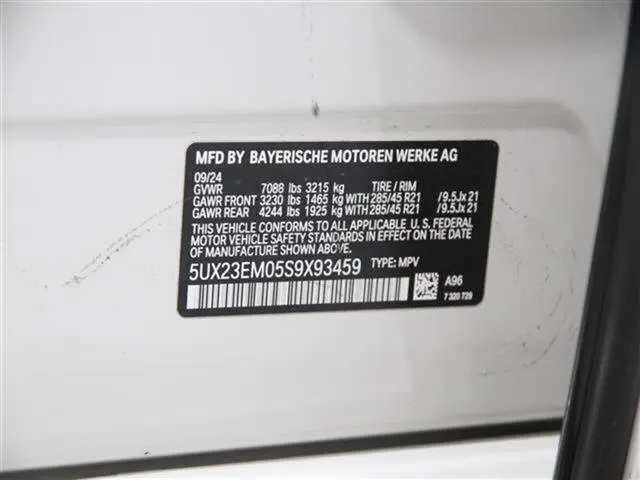 MFD BY BAYERISCHE MOTOREN WERKE AG
09/24
GVWR 7088 lbs 3215 kg TIRE / RIM
GAWR FRONT 3230 lbs 1465 kg WITH 285/45 R21 /9.5Jx 21
GAWR REAR 4244 lbs 1925 kg WITH 285/45 R21 /9.5Jx 21
THIS VEHICLE CONFORMS TO ALL APPLICABLE U. S. FEDERAL
MOTOR VEHICLE SAFETY STANDARDS IN EFFECT ON THE
DATE OF MANUFACTURE SHOWN ABOVE.
5UX23EM05S9X93459 TYPE: MPV
A96
7 320 729